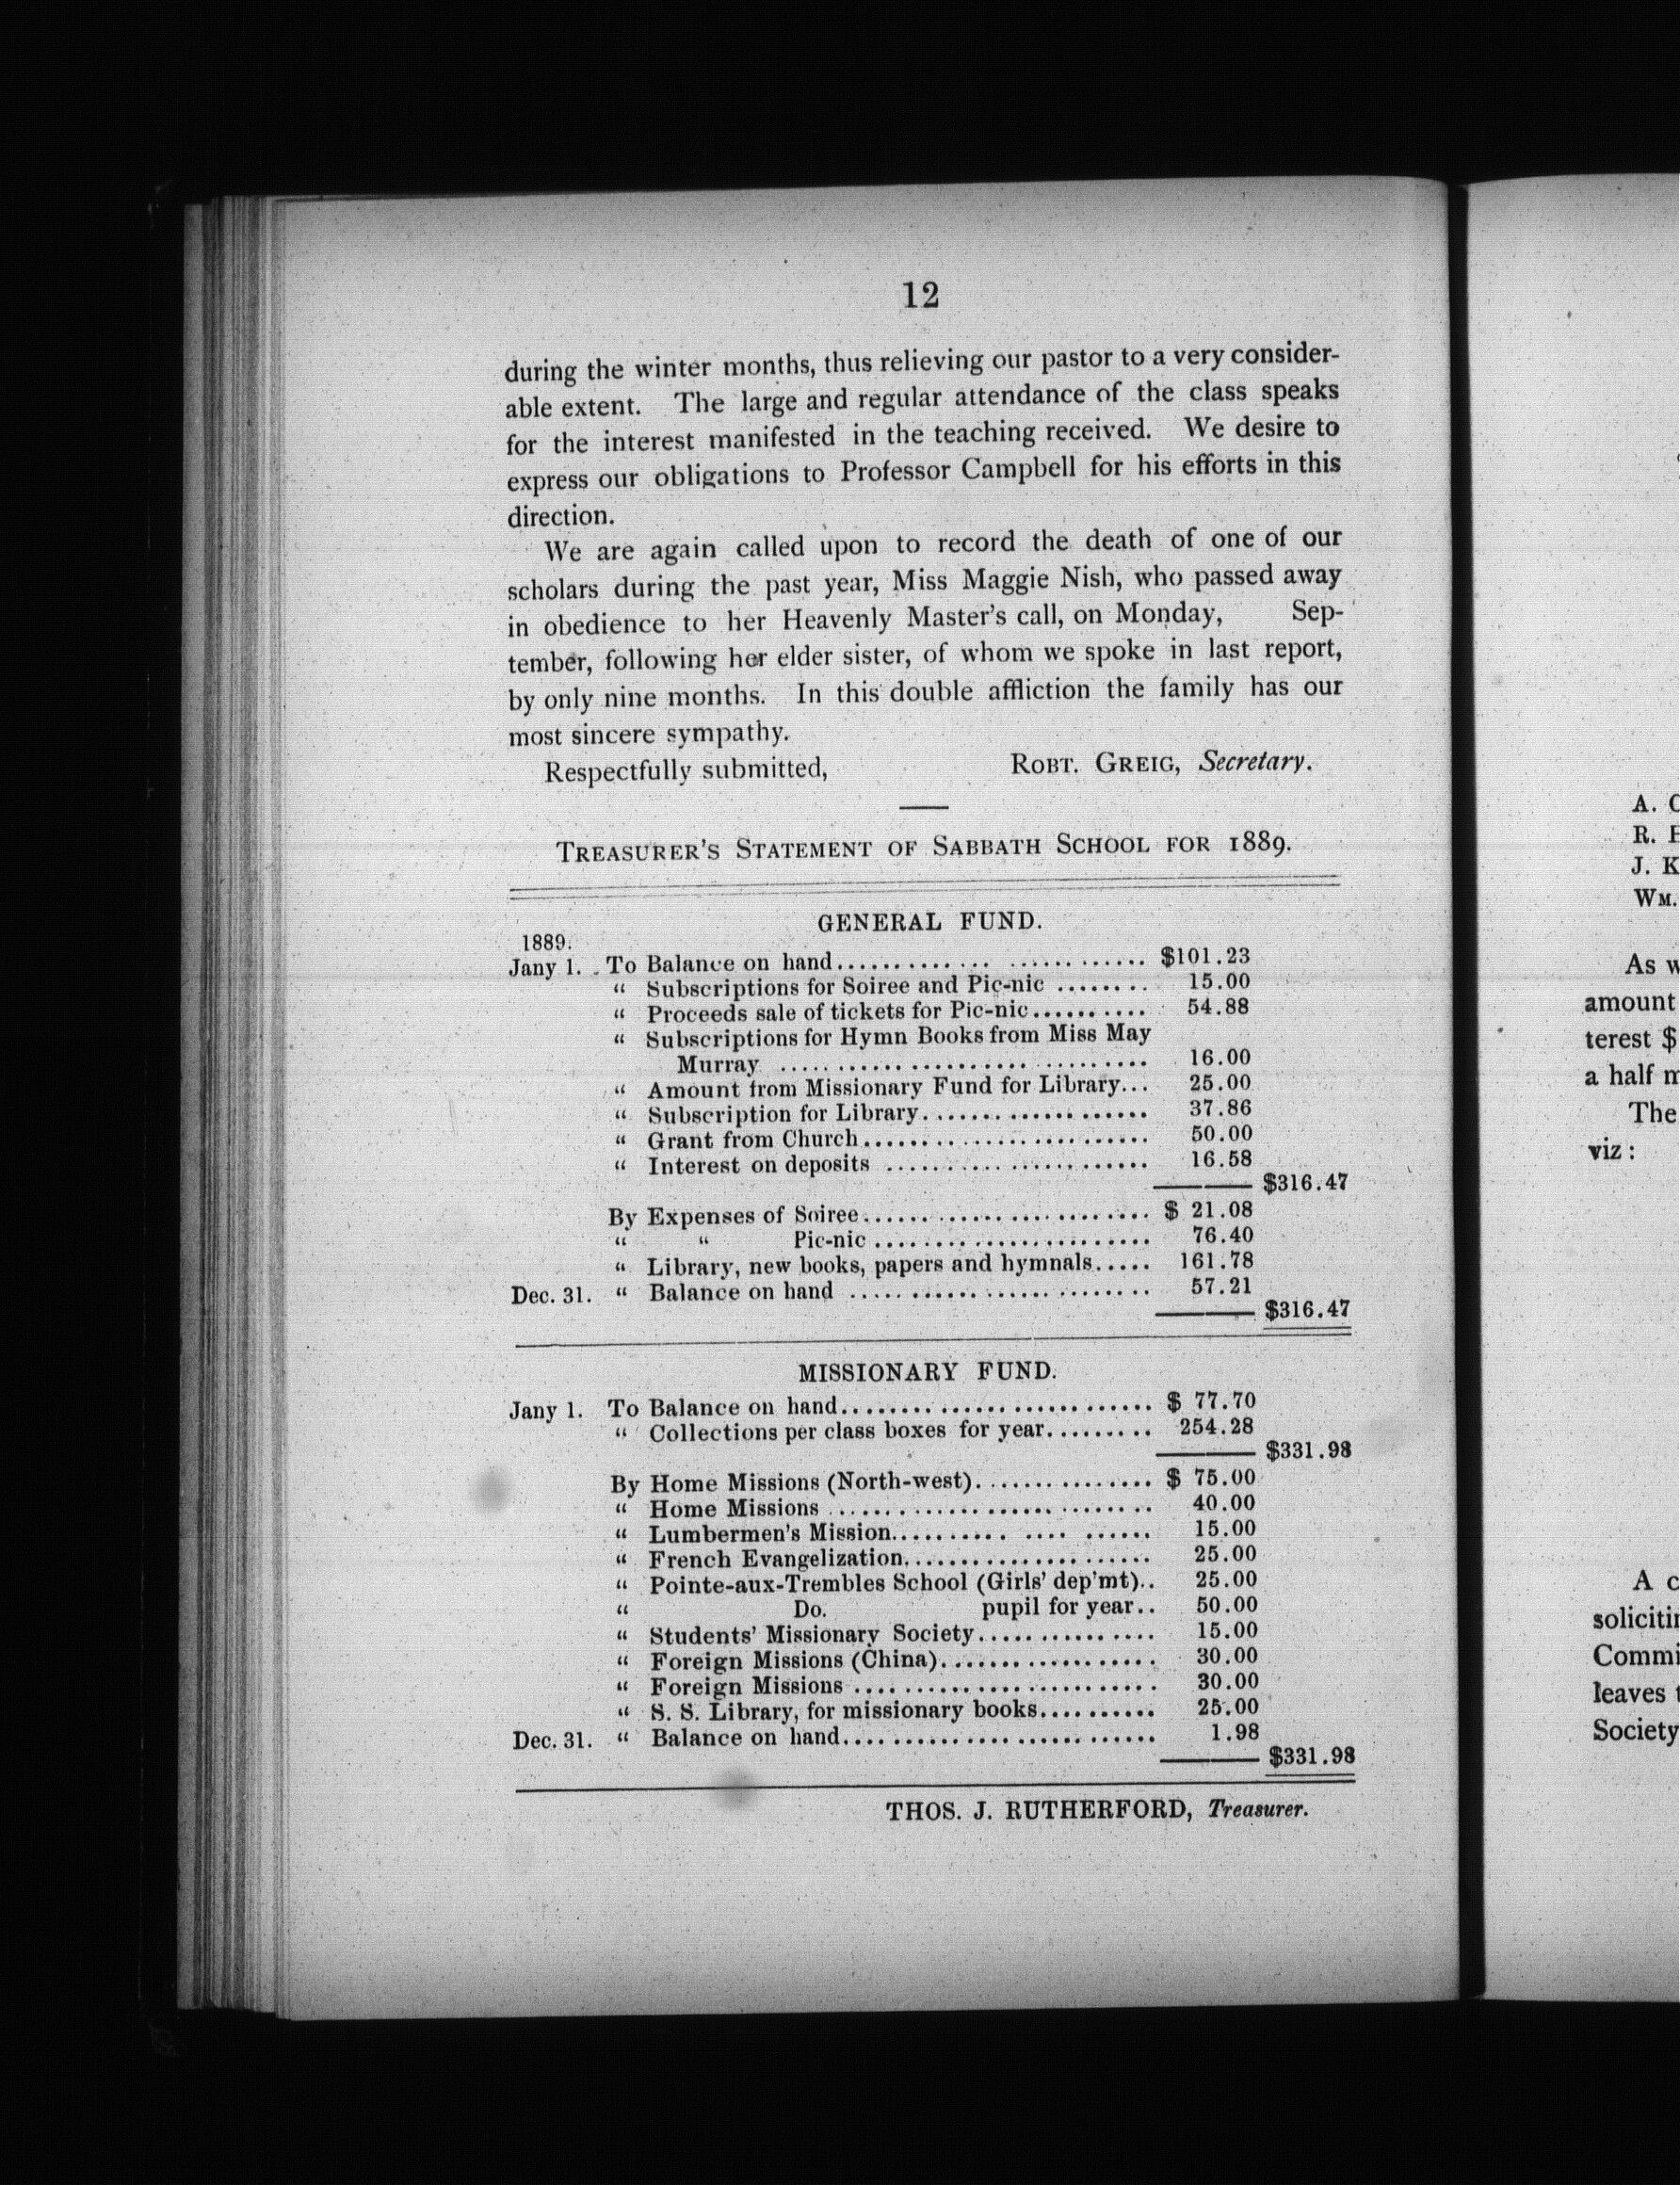 12
during the winter months, thus relieving our pastor to a very consider-
able extent. The large and regular attendance of the class speaks
for the interest manifested in the teaching received. We desire to
express our obligations to Professor Campbell for his efforts in this
direction.
We are again called upon to record the death of one of our
scholars during the past year, Miss Maggie Nish, who passed away
in obedience to her Heavenly Master's call, on Monday, Sep-
tember, following her elder sister, of whom we spoke in last report,
by only nine months. In this double affliction the family has our
most sincere sympathy.
Respectfully submitted, ROBT. GREIG, Secretary.
TREASURER'S STATEMENT OF SABBATH SCHOOL FOR 1889.
GENERAL FUND.
1889.
Jany 1. To Balance on hand.............. ............ $101.23
" Subscriptions for Soiree and Pic-nic ........ 15.00
" Proceeds sale of tickets for Pic-nic.......... 54.88
" Subscriptions for Hymn Books from Miss May
Murray .................................. 16.00
" Amount from Missionary Fund for Library... 25.00
" Subscription for Library.................... 37.86
" Grant from Church......................... 50.00
" Interest on deposits ....................... 16.58
$316.47
By Expenses of Soiree.......................... $ 21.08
" " Pic-nic ......................... 76.40
" Library, new books, papers and hymnals..... 161.78
Dec. 31. " Balance on hand ........................... 57.21
$316.47
MISSIONARY FUND.
Jany 1. To Balance on hand............................ $ 77.70
" Collections per class boxes for year......... 254.28
$331.98
By Home Missions (North-west)................ $ 75.00
" Home Missions ............................. 40.00
" Lumbermen's Mission.......... .... ...... 15.00
" French Evangelization...................... 25.00
" Pointe-aux-Trembles School (Girls' dep'mt).. 25.00
" Do. pupil for year.. 50.00
" Students' Missionary Society................ 15.00
" Foreign Missions (China)................... 30.00
" Foreign Missions ........................... 30.00
" S. S. Library, for missionary books.......... 25.00
Dec. 31. " Balance on hand............................ 1.98
$331.98
THOS. J. RUTHERFORD, Treasurer.
A.
R.
J. K
WM.
As w
amount
terest $
a half m
The
viz:
A c
soliciti
Commi
leaves t
Society